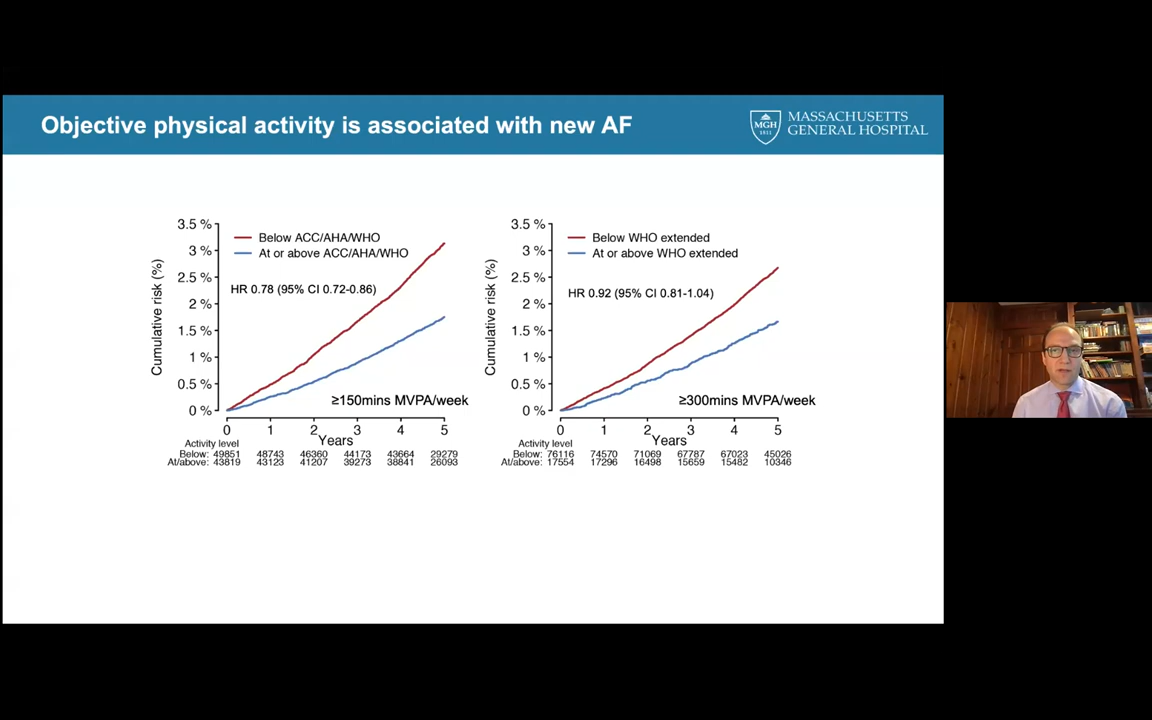 Objective physical activity is associated with new AF
MGH
1811
MASSACHUSETTS
GENERAL HOSPITAL
Cumulative risk (%)
3.5 %
3 %
2.5 %
2 %
1.5 %
1 %
0.5 %
0 %
Below ACC/AHA/WHO
At or above ACC/AHA/WHO
HR 0.78 (95% CI 0.72-0.86)
≥150mins MVPA/week
0 1 2 3 4 5
Years
Activity level
Below: 49851 48743 46360 44173 43664 29279
At/above: 43819 43123 41207 39273 38841 26093
Cumulative risk (%)
3.5 %
3 %
2.5 %
2 %
1.5 %
1 %
0.5 %
0 %
Below WHO extended
At or above WHO extended
HR 0.92 (95% CI 0.81-1.04)
≥300mins MVPA/week
0 1 2 3 4 5
Years
Activity level
Below: 76116 74570 71069 67787 67023 45026
At/above: 17554 17296 16498 15659 15482 10346